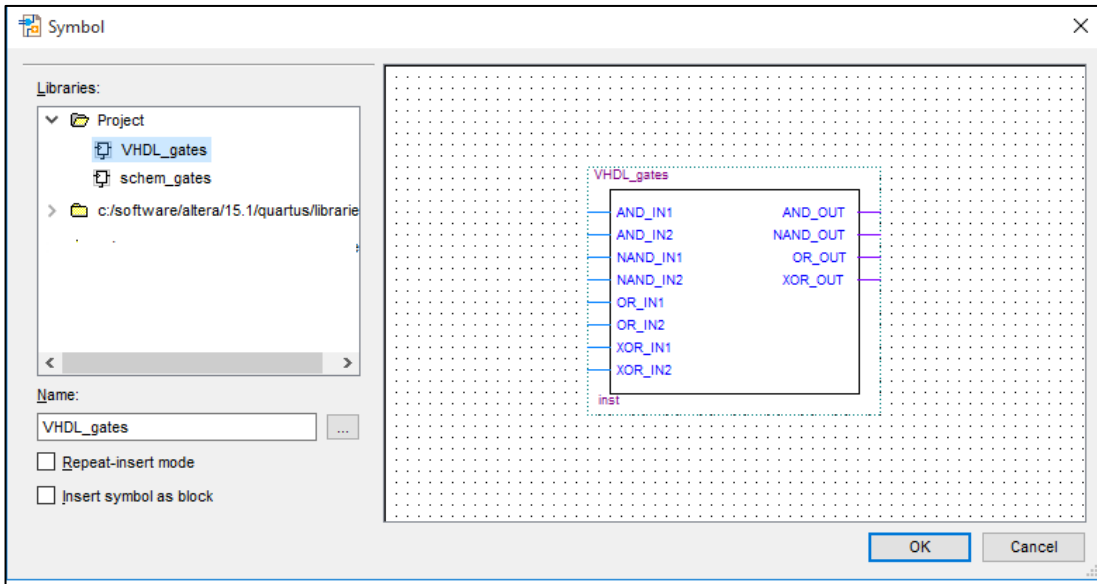 Symbol
Libraries:
Project
VHDL_gates
schem_gates
c:/software/altera/15.1/quartus/librarie
Name:
VHDL_gates
...
Repeat-insert mode
Insert symbol as block
VHDL_gates
AND_IN1 AND_OUT
AND_IN2 NAND_OUT
NAND_IN1 OR_OUT
NAND_IN2 XOR_OUT
OR_IN1
OR_IN2
XOR_IN1
XOR_IN2
inst
OK Cancel